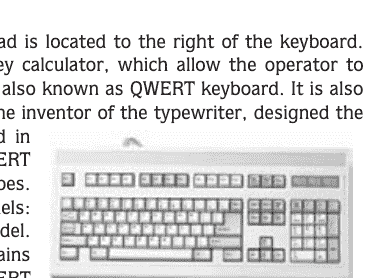 ad is located to the right of the keyboard.
ey calculator, which allow the operator to
also known as QWERT keyboard. It is also
he inventor of the typewriter, designed the
d in
ERT
pes.
els:
del.
ains
ERT